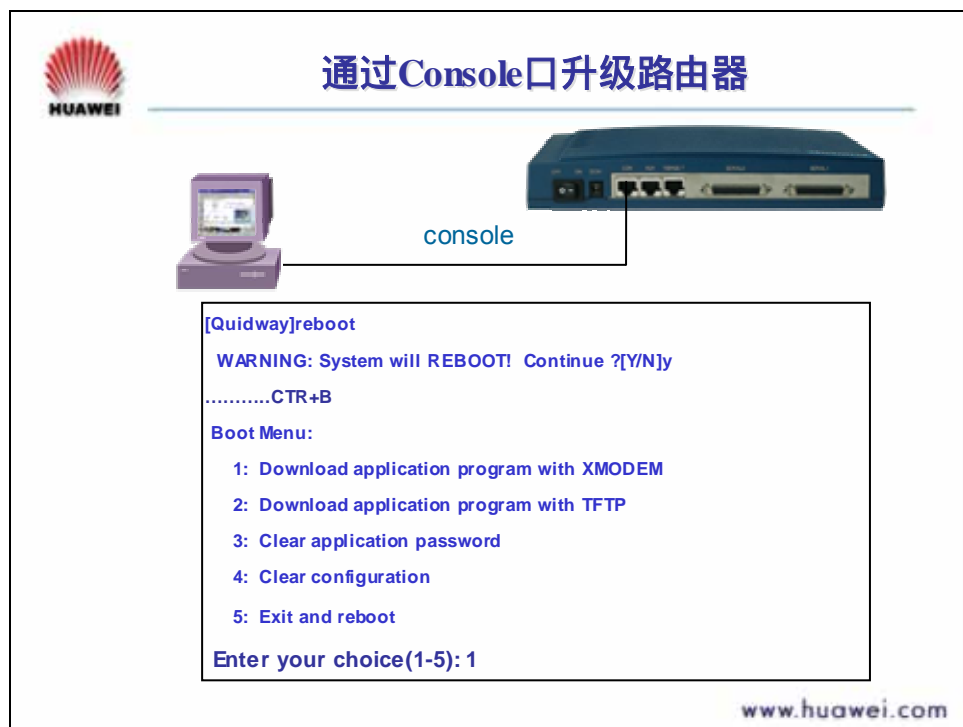 HUAWEI
通过Console口升级路由器
console
[Quidway]reboot
WARNING: System will REBOOT! Continue ?[Y/N]y
...........CTR+B
Boot Menu:
1: Download application program with XMODEM
2: Download application program with TFTP
3: Clear application password
4: Clear configuration
5: Exit and reboot
Enter your choice(1-5): 1
www.huawei.com